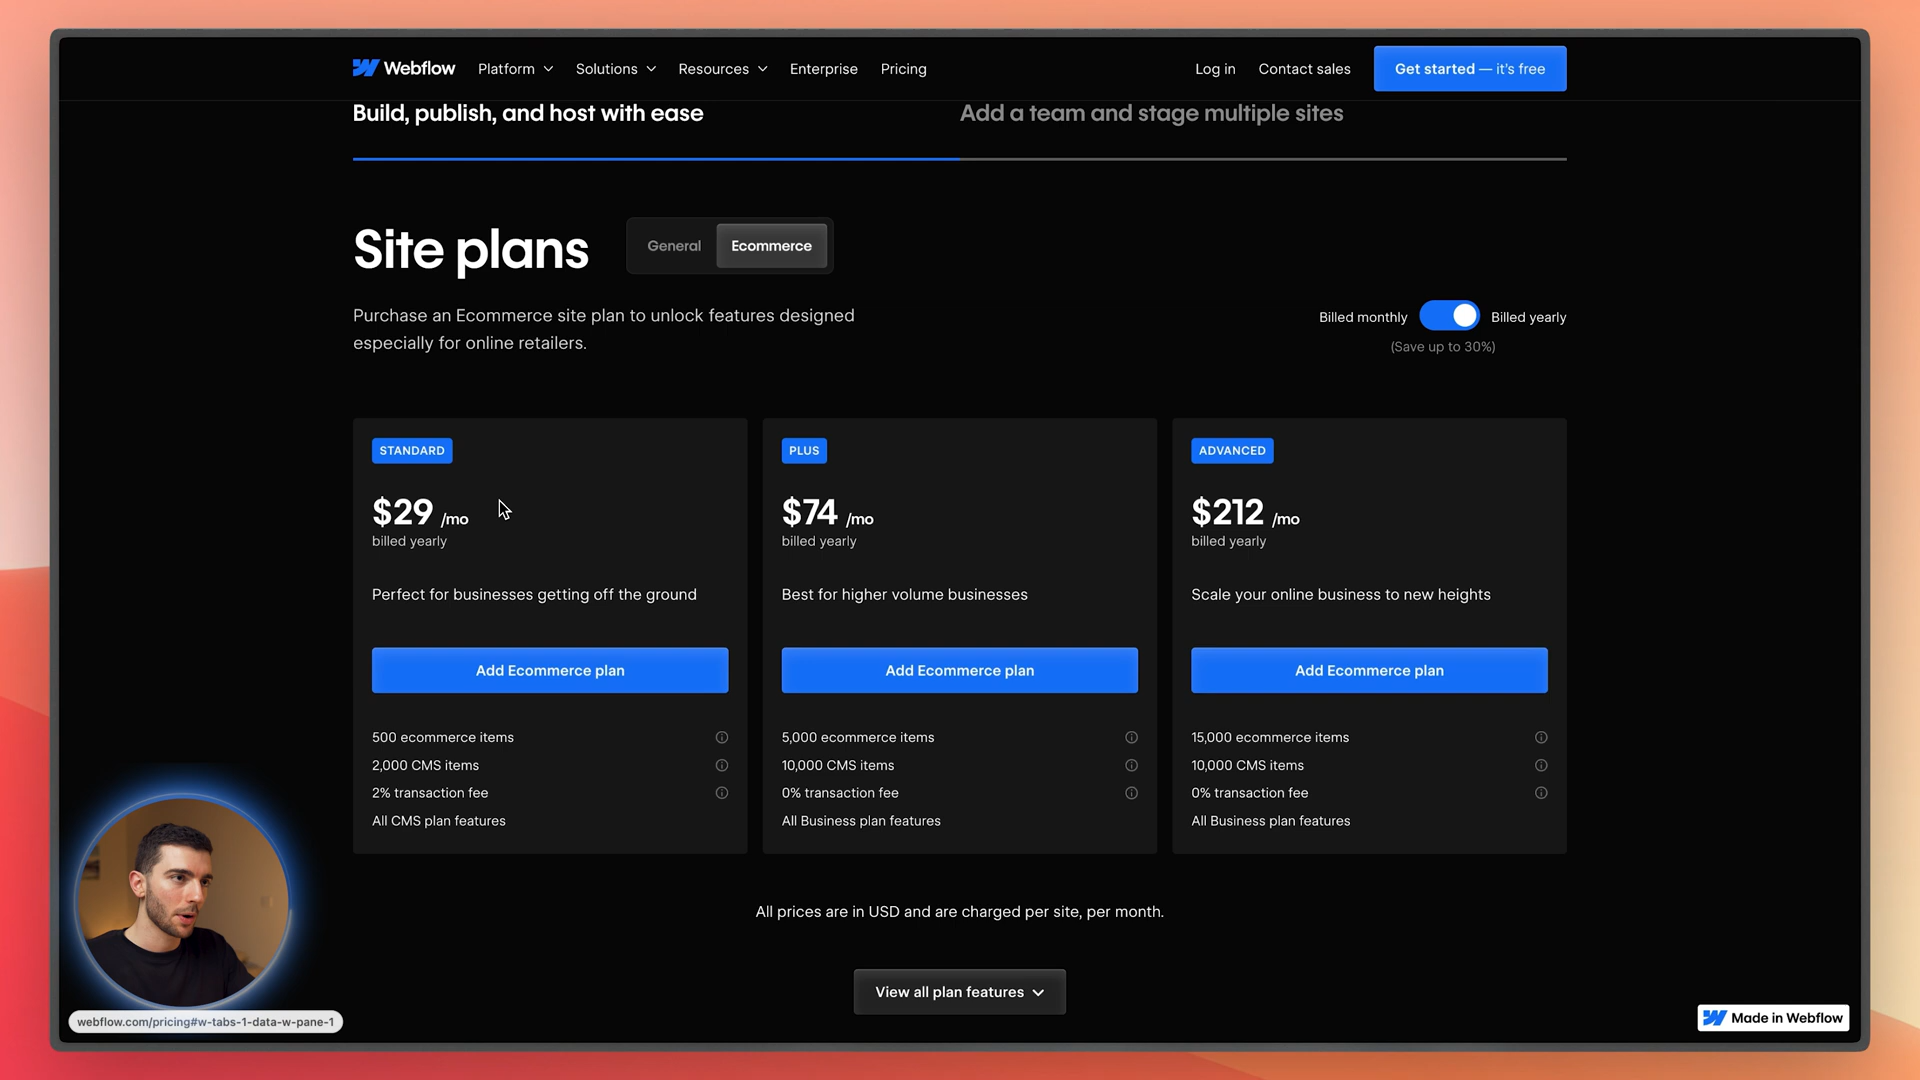 Webflow
Platform
Solutions
Resources
Enterprise
Pricing
Log in
Contact sales
Get started — it's free
Build, publish, and host with ease
Add a team and stage multiple sites
Site plans
General
Ecommerce
Purchase an Ecommerce site plan to unlock features designed
especially for online retailers.
Billed monthly
Billed yearly
(Save up to 30%)
STANDARD
$29 /mo
billed yearly
Perfect for businesses getting off the ground
Add Ecommerce plan
500 ecommerce items
2,000 CMS items
2% transaction fee
All CMS plan features
PLUS
$74 /mo
billed yearly
Best for higher volume businesses
Add Ecommerce plan
5,000 ecommerce items
10,000 CMS items
0% transaction fee
All Business plan features
ADVANCED
$212 /mo
billed yearly
Scale your online business to new heights
Add Ecommerce plan
15,000 ecommerce items
10,000 CMS items
0% transaction fee
All Business plan features
All prices are in USD and are charged per site, per month.
View all plan features
webflow.com/pricing#w-tabs-1-data-w-pane-1
Made in Webflow